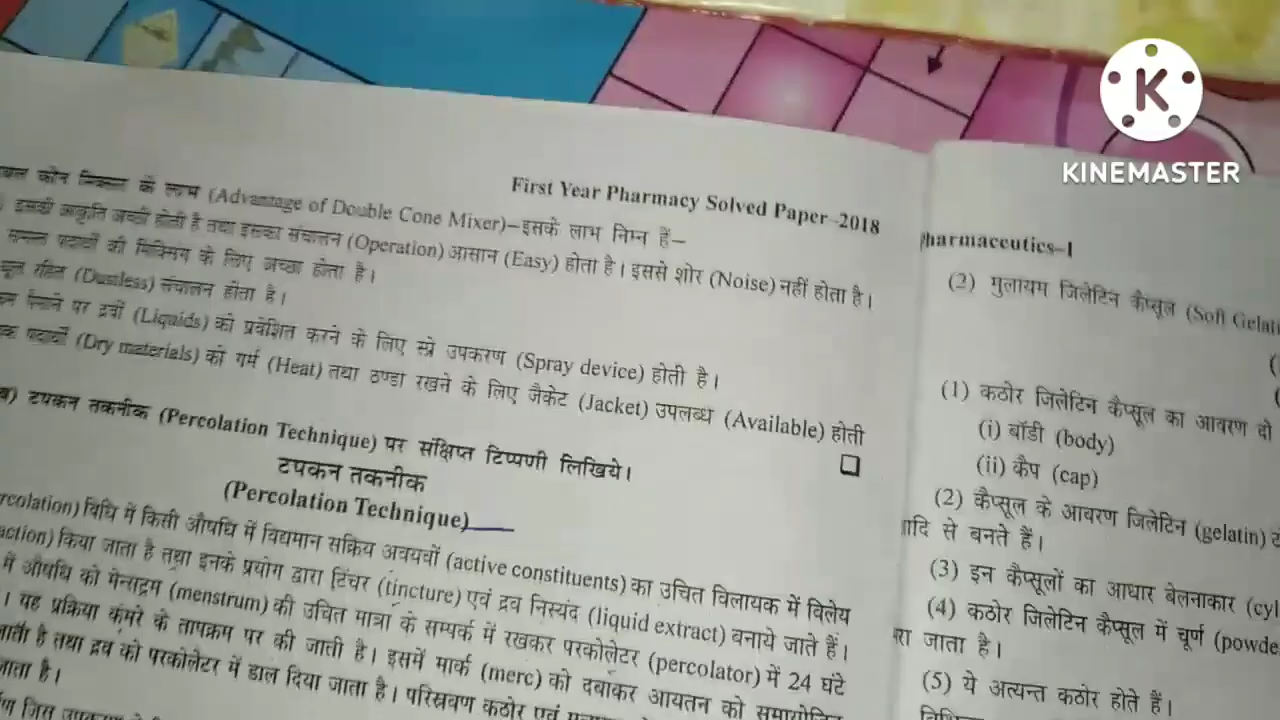 KINEMASTER
First Year Pharmacy Solved Paper-2018
के लाभ (Advantage of Double Cone Mixer)–इसके लाभ निम्न हैं–
इसकी आकृति अच्छी होती है तथा इसका संचालन (Operation) आसान (Easy) होता है। इससे शोर (Noise) नहीं होता है।
पदार्थों की मिक्सिंग के लिए अच्छा होता है।
रहित (Dustless) संचालन होता है।
पैमाने पर द्रवों (Liquids) को प्रवेशित करने के लिए स्प्रे उपकरण (Spray device) होती है।
पदार्थों (Dry materials) को गर्म (Heat) तथा ठण्डा रखने के लिए जैकेट (Jacket) उपलब्ध (Available) होती
ब) टपकन तकनीक (Percolation Technique) पर संक्षिप्त टिप्पणी लिखिये।
टपकन तकनीक
(Percolation Technique)
rcolation) विधि में किसी औषधि में विद्यमान सक्रिय अवयवों (active constituents) का उचित विलायक में विलेय
action) किया जाता है तथा इनके प्रयोग द्वारा टिंचर (tincture) एवं द्रव निस्यंद (liquid extract) बनाये जाते हैं।
में औषधि को मेन्सट्रम (menstrum) की उचित मात्रा के सम्पर्क में रखकर परकोलेटर (percolator) में 24 घंटे
। यह प्रक्रिया कमरे के तापक्रम पर की जाती है। इसमें मार्क (merc) को दबाकर आयतन को समायोजित
जाती है तथा द्रव को परकोलेटर में डाल दिया जाता है। परिस्रवण कठोर एवं
जाता है।
जिस उपकरण
Pharmaceutics-I
(2) मुलायम जिलेटिन कैप्सूल (Soft Gelati
(1) कठोर जिलेटिन कैप्सूल का आवरण दो
(i) बॉडी (body)
(ii) कैप (cap)
(2) कैप्सूल के आवरण जिलेटिन (gelatin)
आदि से बनते हैं।
(3) इन कैप्सूलों का आधार बेलनाकार (cyl
(4) कठोर जिलेटिन कैप्सूल में चूर्ण (powde
रा जाता है।
(5) ये अत्यन्त कठोर होते हैं।